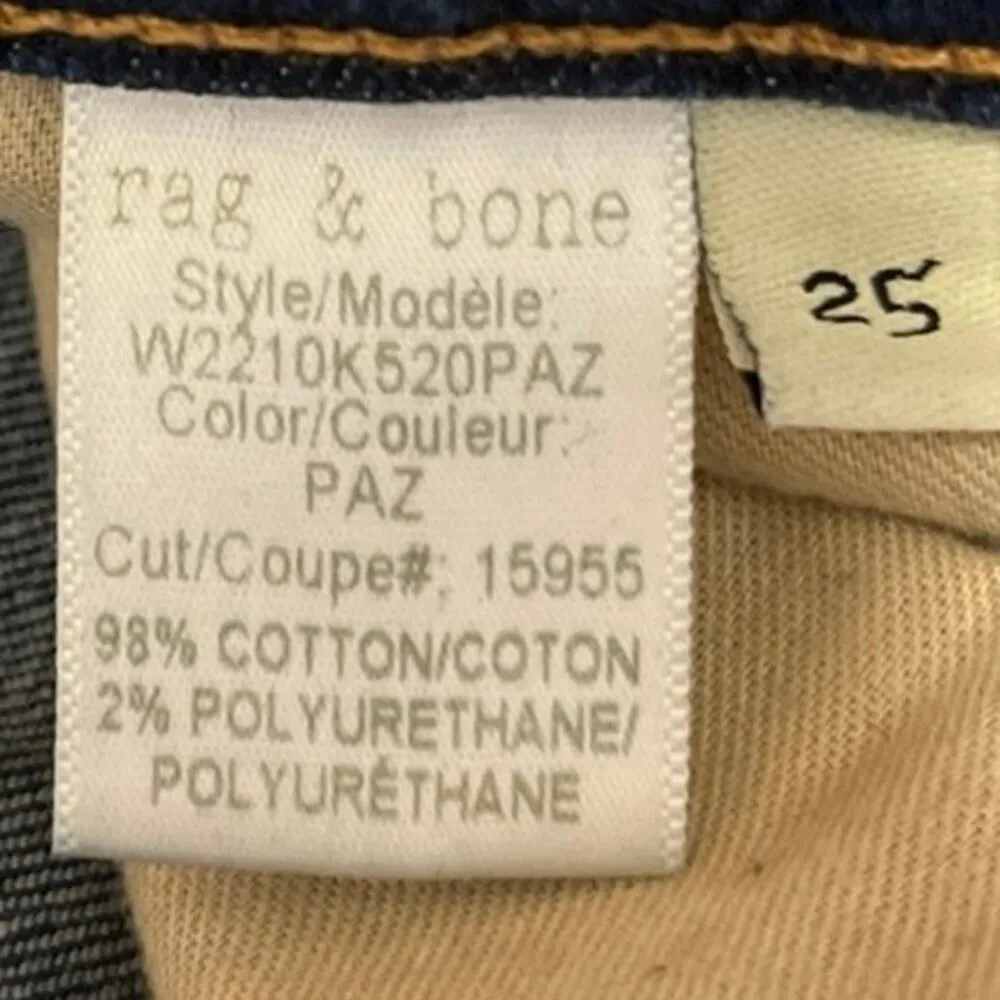 rag & bone
Style/Modèle:
W2210K520PAZ
Color/Couleur:
PAZ
Cut/Coupe#: 15955
98% COTTON/COTON
2% POLYURETHANE/
POLYURÉTHANE
25